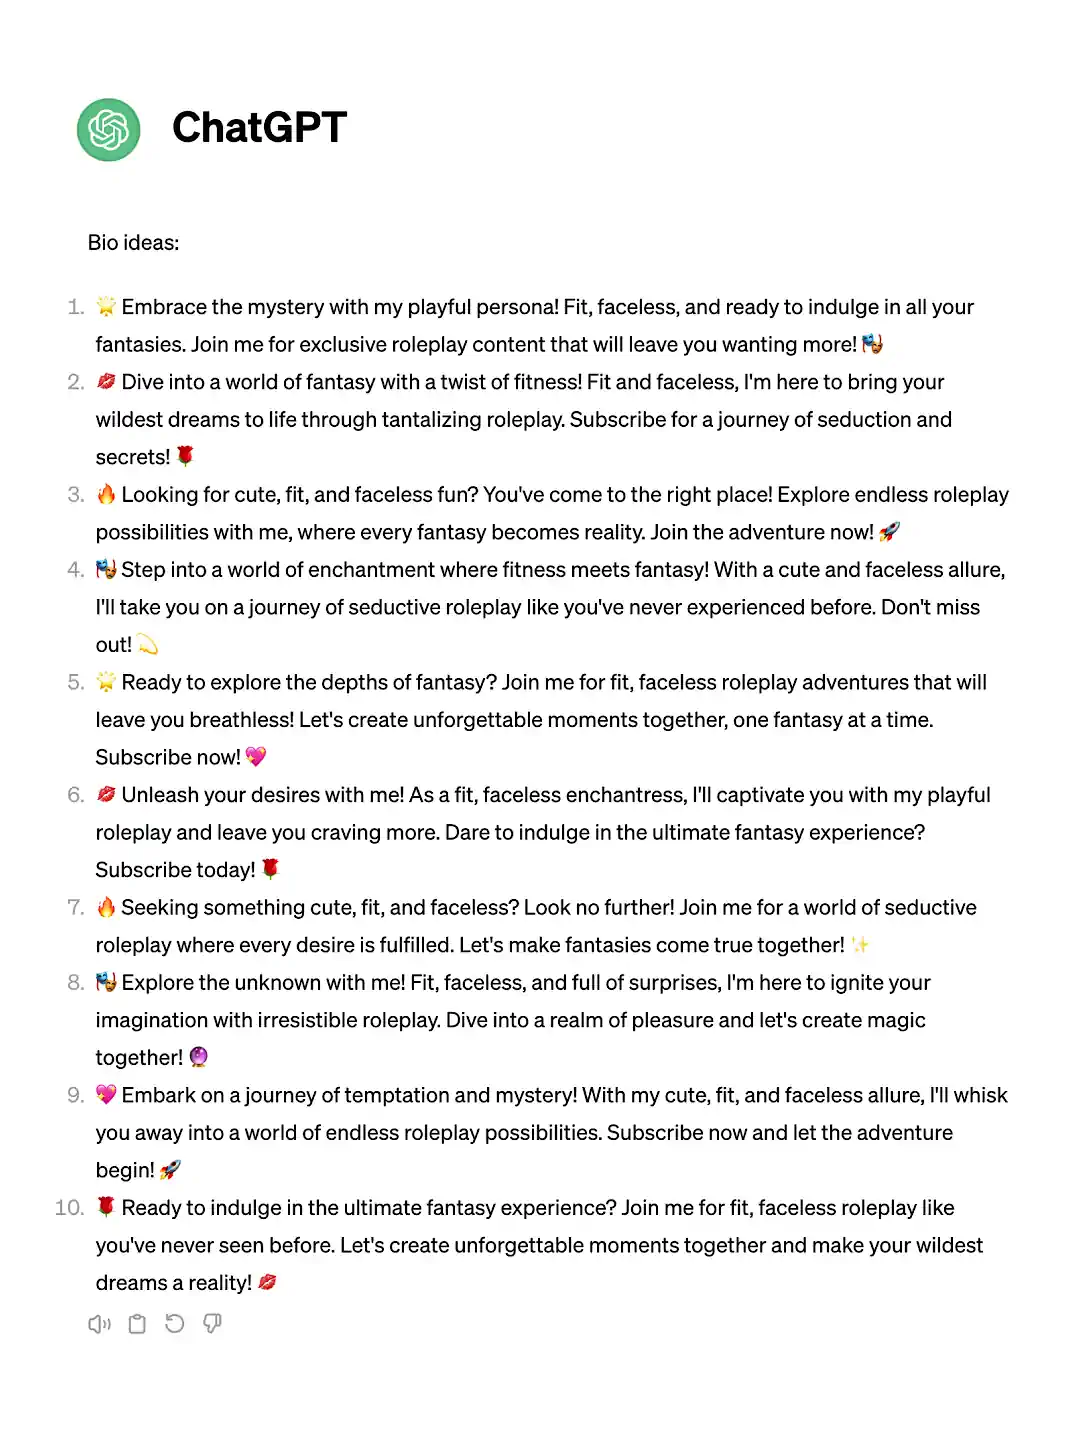 ChatGPT
Bio ideas:
1. 🌟 Embrace the mystery with my playful persona! Fit, faceless, and ready to indulge in all your
fantasies. Join me for exclusive roleplay content that will leave you wanting more! 🎭
2. 💋 Dive into a world of fantasy with a twist of fitness! Fit and faceless, I'm here to bring your
wildest dreams to life through tantalizing roleplay. Subscribe for a journey of seduction and
secrets! 🌹
3. 🔥 Looking for cute, fit, and faceless fun? You've come to the right place! Explore endless roleplay
possibilities with me, where every fantasy becomes reality. Join the adventure now! 🚀
4. 🎭 Step into a world of enchantment where fitness meets fantasy! With a cute and faceless allure,
I'll take you on a journey of seductive roleplay like you've never experienced before. Don't miss
out! 💫
5. 🌟 Ready to explore the depths of fantasy? Join me for fit, faceless roleplay adventures that will
leave you breathless! Let's create unforgettable moments together, one fantasy at a time.
Subscribe now! 💖
6. 💋 Unleash your desires with me! As a fit, faceless enchantress, I'll captivate you with my playful
roleplay and leave you craving more. Dare to indulge in the ultimate fantasy experience?
Subscribe today! 🌹
7. 🔥 Seeking something cute, fit, and faceless? Look no further! Join me for a world of seductive
roleplay where every desire is fulfilled. Let's make fantasies come true together! ✨
8. 🎭 Explore the unknown with me! Fit, faceless, and full of surprises, I'm here to ignite your
imagination with irresistible roleplay. Dive into a realm of pleasure and let's create magic
together! 🔮
9. 💖 Embark on a journey of temptation and mystery! With my cute, fit, and faceless allure, I'll whisk
you away into a world of endless roleplay possibilities. Subscribe now and let the adventure
begin! 🚀
10. 🌹 Ready to indulge in the ultimate fantasy experience? Join me for fit, faceless roleplay like
you've never seen before. Let's create unforgettable moments together and make your wildest
dreams a reality! 💋